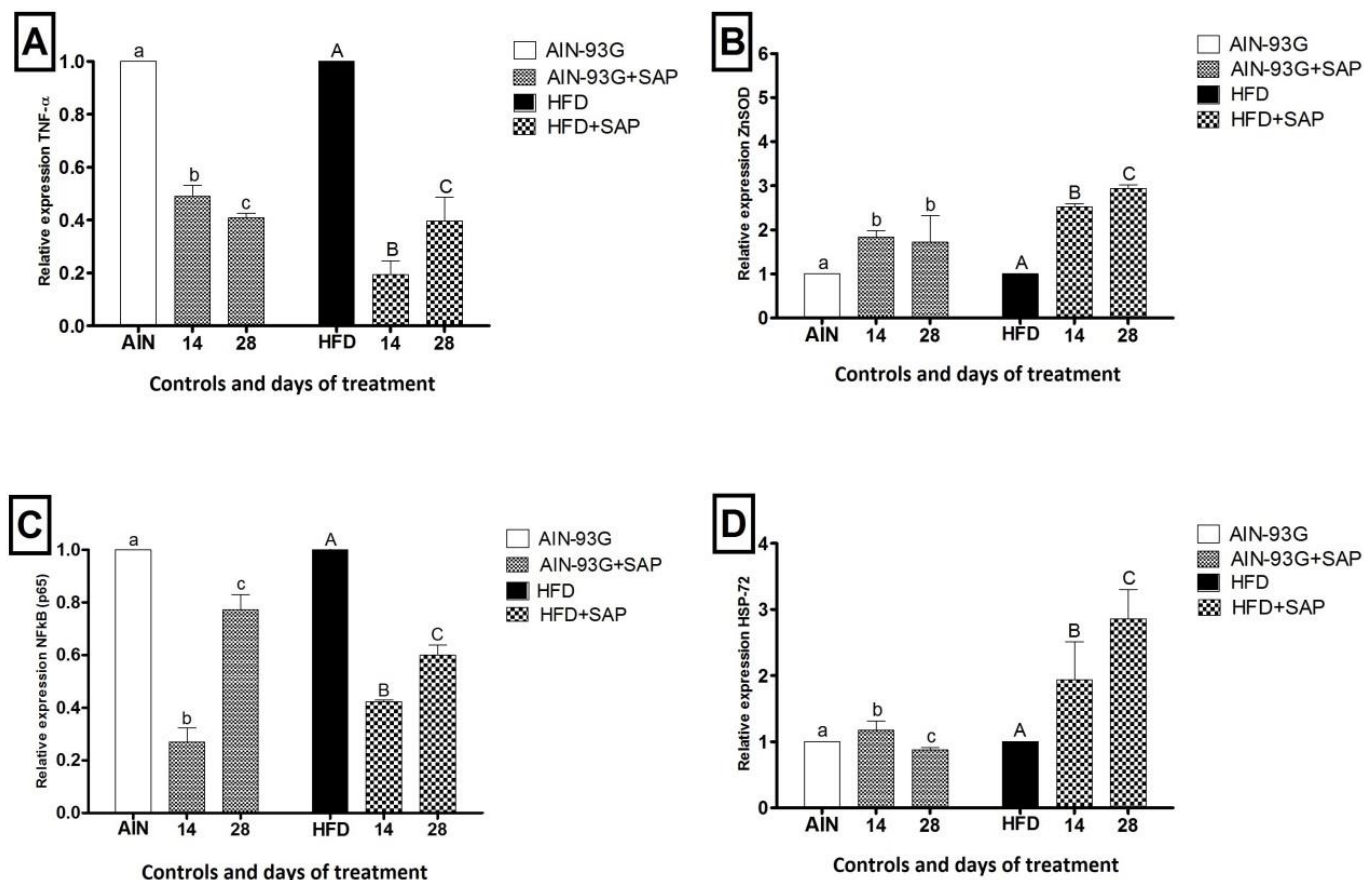 A
Relative expression TNF-α
1.0
0.8
0.6
0.4
0.2
0.0
a
b
c
A
B
C
AIN 14 28 HFD 14 28
Controls and days of treatment
AIN-93G
AIN-93G+SAP
HFD
HFD+SAP
B
Relative expression ZnSOD
6
5
4
3
2
1
0
a
b
b
A
B
C
AIN 14 28 HFD 14 28
Controls and days of treatment
AIN-93G
AIN-93G+SAP
HFD
HFD+SAP
C
Relative expression NFkB (p65)
1.0
0.8
0.6
0.4
0.2
0.0
a
b
c
A
B
C
AIN 14 28 HFD 14 28
Controls and days of treatment
AIN-93G
AIN-93G+SAP
HFD
HFD+SAP
D
Relative expression HSP-72
4
3
2
1
0
a
b
c
A
B
C
AIN 14 28 HFD 14 28
Controls and days of treatment
AIN-93G
AIN-93G+SAP
HFD
HFD+SAP